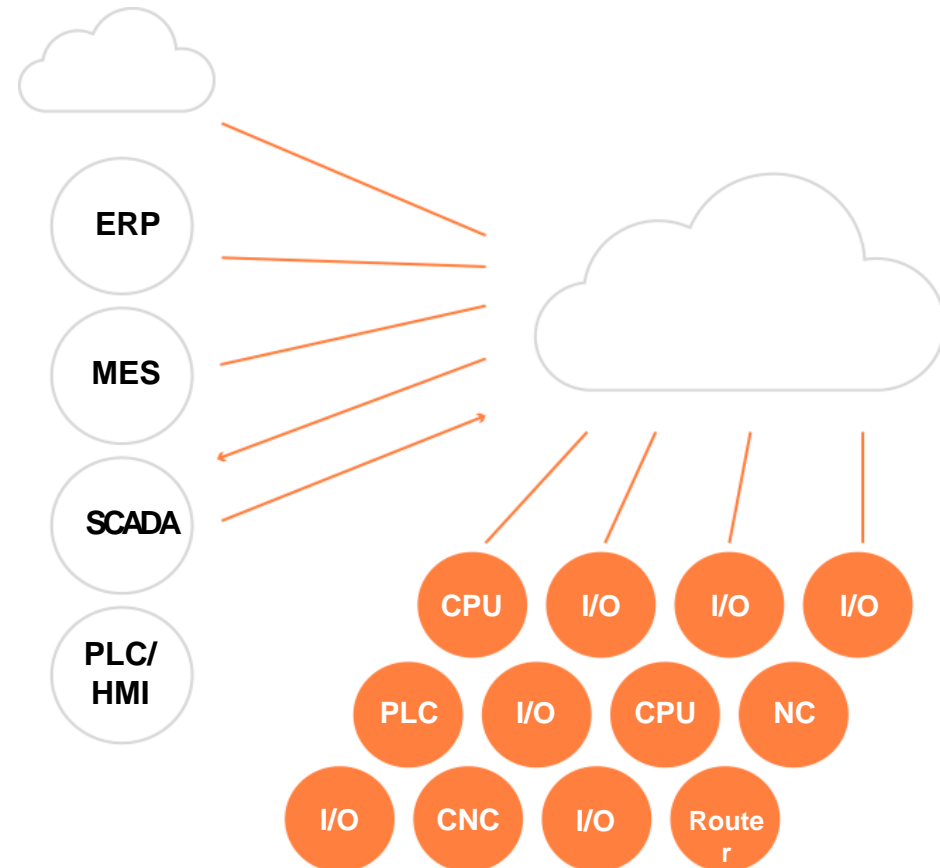 ERP
MES
SCADA
PLC/
HMI
CPU I/O I/O I/O
PLC I/O CPU NC
I/O CNC I/O Route
r